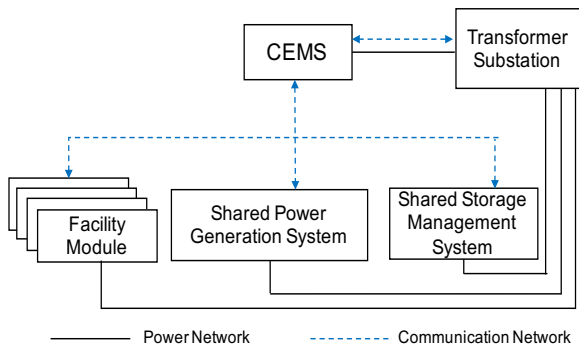 CEMS
Transformer
Substation
Facility
Module
Shared Power
Generation System
Shared Storage
Management
System
Power Network
Communication Network